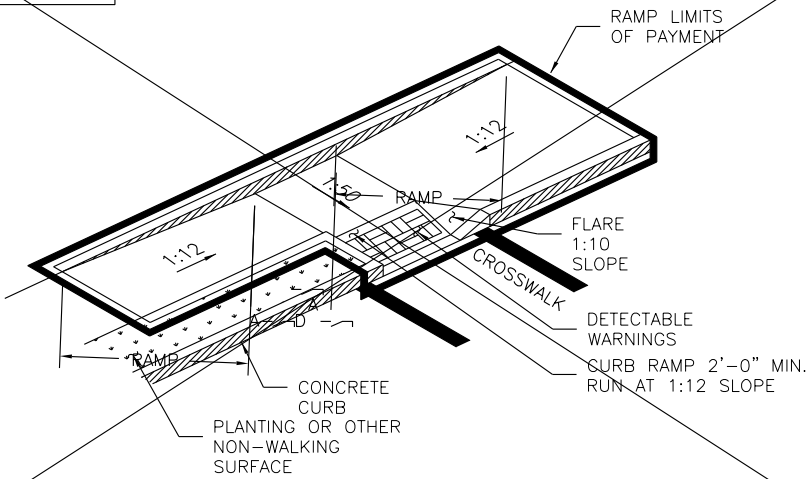 RAMP LIMITS
OF PAYMENT
1:12
1:50
RAMP
1:12
FLARE
1:10
SLOPE
CROSSWALK
A
A D
RAMP
DETECTABLE
WARNINGS
CURB RAMP 2'-0" MIN.
RUN AT 1:12 SLOPE
CONCRETE
CURB
PLANTING OR OTHER
NON-WALKING
SURFACE